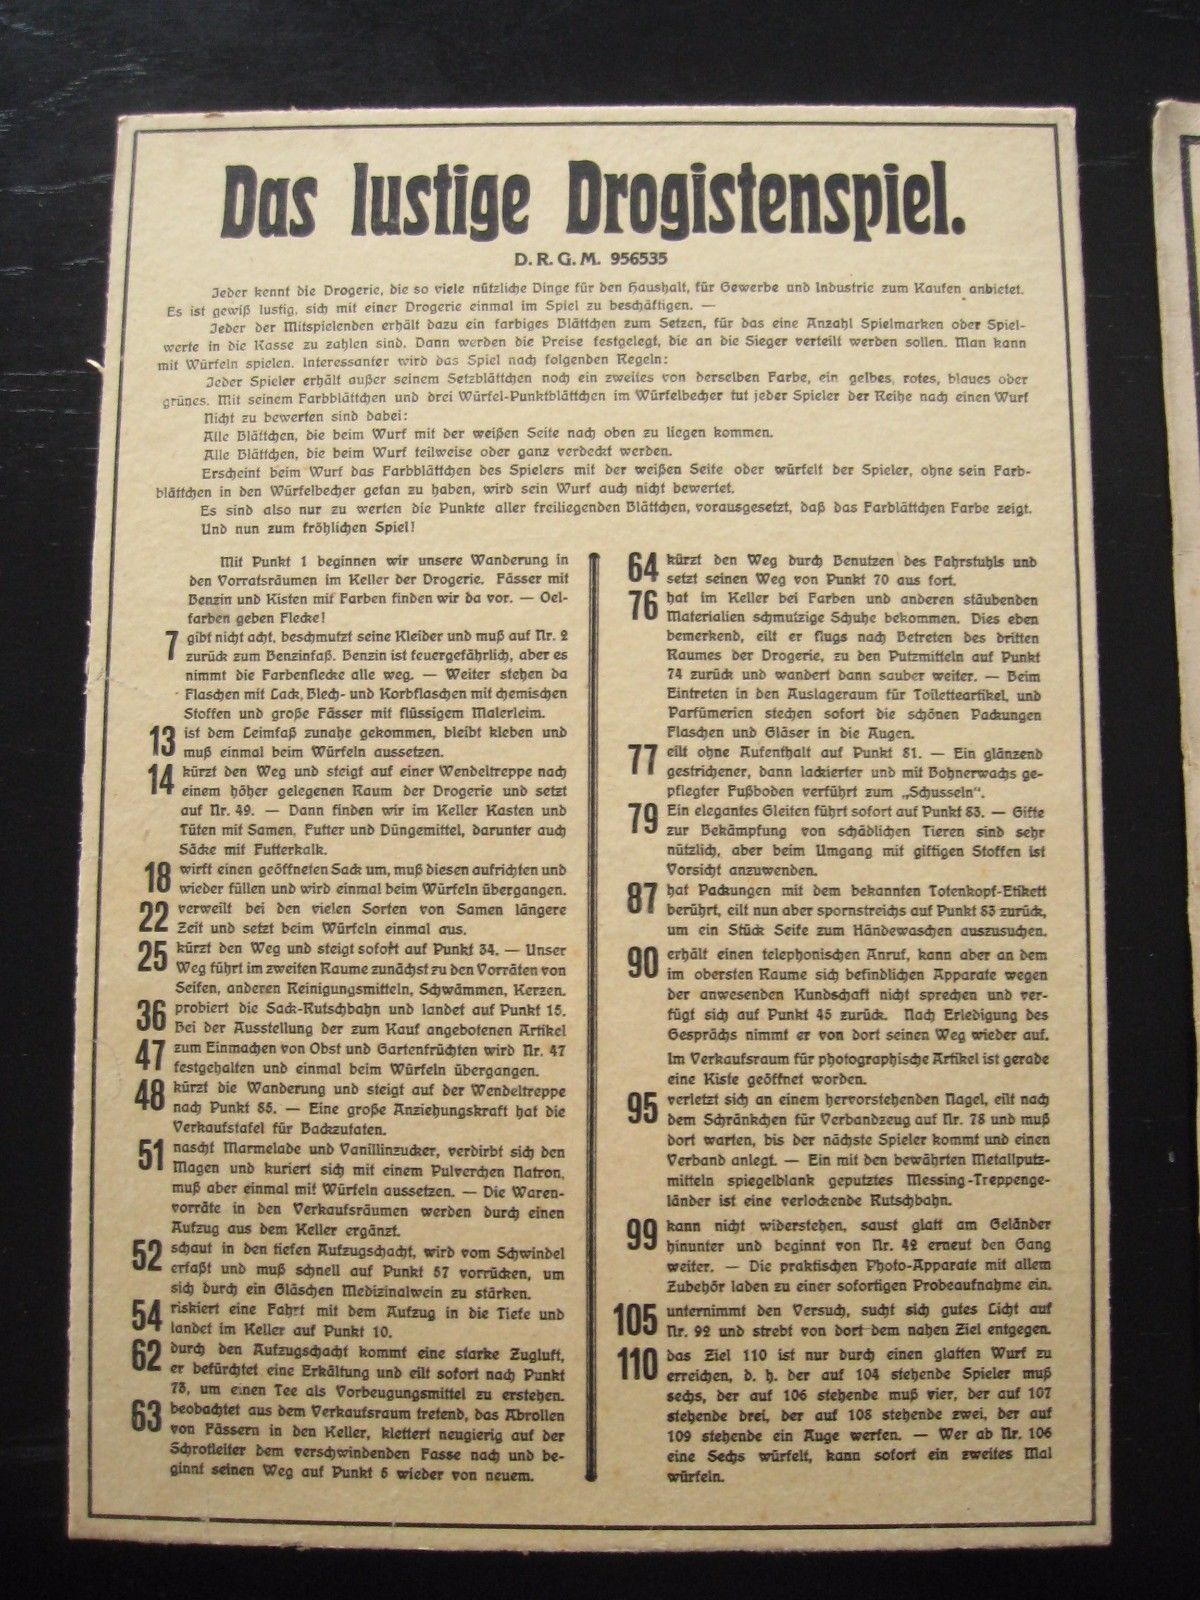 Das lustige Drogistenspiel.
D. R. G. M. 956535
Jeder kennt die Drogerie, die so viele nützliche Dinge für den Haushalt, für Gewerbe und Industrie zum Kaufen anbietet.
Es ist gewiß lustig, sich mit einer Drogerie einmal im Spiel zu beschäftigen. —
Jeder der Mitspielenden erhält dazu ein farbiges Blättchen zum Setzen, für das eine Anzahl Spielmarken oder Spiel-
werte in die Kasse zu zahlen sind. Dann werden die Preise festgelegt, die an die Sieger verteilt werden sollen. Man kann
mit Würfeln spielen. Interessanter wird das Spiel nach folgenden Regeln:
Jeder Spieler erhält außer seinem Setzblättchen noch ein zweites von derselben Farbe, ein gelbes, rotes, blaues oder
grünes. Mit seinem Farbblättchen und drei Würfel-Punktblättchen im Würfelbecher tut jeder Spieler der Reihe nach einen Wurf
Nicht zu bewerten sind dabei:
Alle Blättchen, die beim Wurf mit der weißen Seite nach oben zu liegen kommen.
Alle Blättchen, die beim Wurf teilweise oder ganz verdeckt werden.
Erscheint beim Wurf das Farbblättchen des Spielers mit der weißen Seite oder würfelt der Spieler, ohne sein Farb-
blättchen in den Würfelbecher getan zu haben, wird sein Wurf auch nicht bewertet.
Es sind also nur zu werten die Punkte aller freiliegenden Blättchen, vorausgesetzt, daß das Farblättchen Farbe zeigt.
Und nun zum fröhlichen Spiel!
Mit Punkt 1 beginnen wir unsere Wanderung in
den Vorratsräumen im Keller der Drogerie. Fässer mit
Benzin und Kisten mit Farben finden wir da vor. — Oel-
farben geben Flecke!
7 gibt nicht acht, beschmutzt seine Kleider und muß auf Nr. 2
zurück zum Benzinfaß. Benzin ist feuergefährlich, aber es
nimmt die Farbenflecke alle weg. — Weiter stehen da
Flaschen mit Lack, Blech- und Korbflaschen mit chemischen
Stoffen und große Fässer mit flüssigem Malerleim.
13 ist dem Leimfaß zunahe gekommen, bleibt kleben und
muß einmal beim Würfeln aussetzen.
14 kürzt den Weg und steigt auf einer Wendeltreppe nach
einem höher gelegenen Raum der Drogerie und setzt
auf Nr. 49. — Dann finden wir im Keller Kasten und
Tüten mit Samen, Futter und Düngemittel, darunter auch
Säcke mit Futterkalk.
18 wirft einen geöffneten Sack um, muß diesen aufrichten und
wieder füllen und wird einmal beim Würfeln übergangen.
22 verweilt bei den vielen Sorten von Samen längere
Zeit und setzt beim Würfeln einmal aus.
25 kürzt den Weg und steigt sofort auf Punkt 34. — Unser
Weg führt im zweiten Raume zunächst zu den Vorräten von
Seifen, anderen Reinigungsmitteln, Schwämmen, Kerzen.
36 probiert die Sack-Rutschbahn und landet auf Punkt 15.
Bei der Ausstellung der zum Kauf angebotenen Artikel
47 zum Einmachen von Obst und Gartenfrüchten wird Nr. 47
festgehalten und einmal beim Würfeln übergangen.
48 kürzt die Wanderung und steigt auf der Wendeltreppe
nach Punkt 85. — Eine große Anziehungskraft hat die
Verkaufstafel für Backzutaten.
51 nascht Marmelade und Vanillinzucker, verdirbt sich den
Magen und kuriert sich mit einem Pülverchen Natron,
muß aber einmal mit Würfeln aussetzen. — Die Waren-
vorräte in den Verkaufsräumen werden durch einen
Aufzug aus dem Keller ergänzt.
52 schaut in den tiefen Aufzugschacht, wird vom Schwindel
erfaßt und muß schnell auf Punkt 57 vorrücken, um
sich durch ein Gläschen Medizinalwein zu stärken.
54 riskiert eine Fahrt mit dem Aufzug in die Tiefe und
landet im Keller auf Punkt 10.
62 durch den Aufzugschacht kommt eine starke Zugluft,
er befürchtet eine Erkältung und eilt sofort nach Punkt
78, um einen Tee als Vorbeugungsmittel zu erstehen.
63 beobachtet aus dem Verkaufsraum tretend, das Abrollen
von Fässern in den Keller, klettert neugierig auf der
Schrotleiter dem verschwindenden Fasse nach und be-
ginnt seinen Weg auf Punkt 6 wieder von neuem.
64 kürzt den Weg durch Benutzen des Fahrstuhls und
setzt seinen Weg von Punkt 70 aus fort.
76 hat im Keller bei Farben und anderen stäubenden
Materialien schmutzige Schuhe bekommen. Dies eben
bemerkend, eilt er flugs nach Betreten des dritten
Raumes der Drogerie, zu den Putzmitteln auf Punkt
74 zurück und wandert dann sauber weiter. — Beim
Eintreten in den Auslageraum für Toiletteartikel, und
Parfümerien stechen sofort die schönen Packungen
Flaschen und Gläser in die Augen.
77 eilt ohne Aufenthalt auf Punkt 81. — Ein glänzend
gestrichener, dann lackierter und mit Bohnerwachs ge-
pflegter Fußboden verführt zum „Schusseln“.
79 Ein elegantes Gleiten führt sofort auf Punkt 83. — Gifte
zur Bekämpfung von schädlichen Tieren sind sehr
nützlich, aber beim Umgang mit giftigen Stoffen ist
Vorsicht anzuwenden.
87 hat Packungen mit dem bekannten Totenkopf-Etikett
berührt, eilt nun aber spornstreichs auf Punkt 83 zurück,
um ein Stück Seife zum Händewaschen auszusuchen.
90 erhält einen telephonischen Anruf, kann aber an dem
im obersten Raume sich befindlichen Apparate wegen
der anwesenden Kundschaft nicht sprechen und ver-
fügt sich auf Punkt 45 zurück. Nach Erledigung des
Gesprächs nimmt er von dort seinen Weg wieder auf.
Im Verkaufsraum für photographische Artikel ist gerade
eine Kiste geöffnet worden.
95 verletzt sich an einem hervorstehenden Nagel, eilt nach
dem Schränkchen für Verbandzeug auf Nr. 78 und muß
dort warten, bis der nächste Spieler kommt und einen
Verband anlegt. — Ein mit den bewährten Metallputz-
mitteln spiegelblank geputztes Messing-Treppenge-
länder ist eine verlockende Rutschbahn.
99 kann nicht widerstehen, saust glatt am Geländer
hinunter und beginnt von Nr. 42 erneut den Gang
weiter. — Die praktischen Photo-Apparate mit allem
Zubehör laden zu einer sofortigen Probeaufnahme ein.
105 unternimmt den Versuch, sucht sich gutes Licht auf
Nr. 92 und strebt von dort dem nahen Ziel entgegen.
110 das Ziel 110 ist nur durch einen glatten Wurf zu
erreichen, d. h. der auf 104 stehende Spieler muß
sechs, der auf 106 stehende muß vier, der auf 107
stehende drei, der auf 108 stehende zwei, der auf
109 stehende ein Auge werfen. — Wer ab Nr. 106
eine Sechs würfelt, kann sofort ein zweites Mal
würfeln.